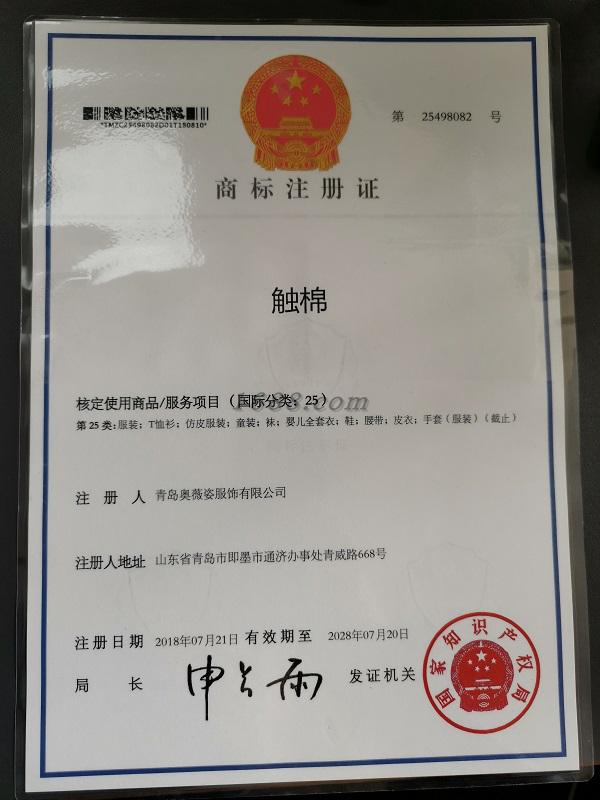 *TMZC25498082D01T180810*
第 25498082 号
商标注册证
触棉
核定使用商品/服务项目（国际分类：25）
1688.com
第25类：服装；T恤衫；仿皮服装；童装；袜；婴儿全套衣；鞋；腰带；皮衣；手套（服装）（截止）
注册人 青岛奥薇姿服饰有限公司
注册人地址 山东省青岛市即墨市通济办事处青威路668号
注册日期 2018年07月21日 有效期至 2028年07月20日
局长 申长雨 发证机关
国家知识产权局